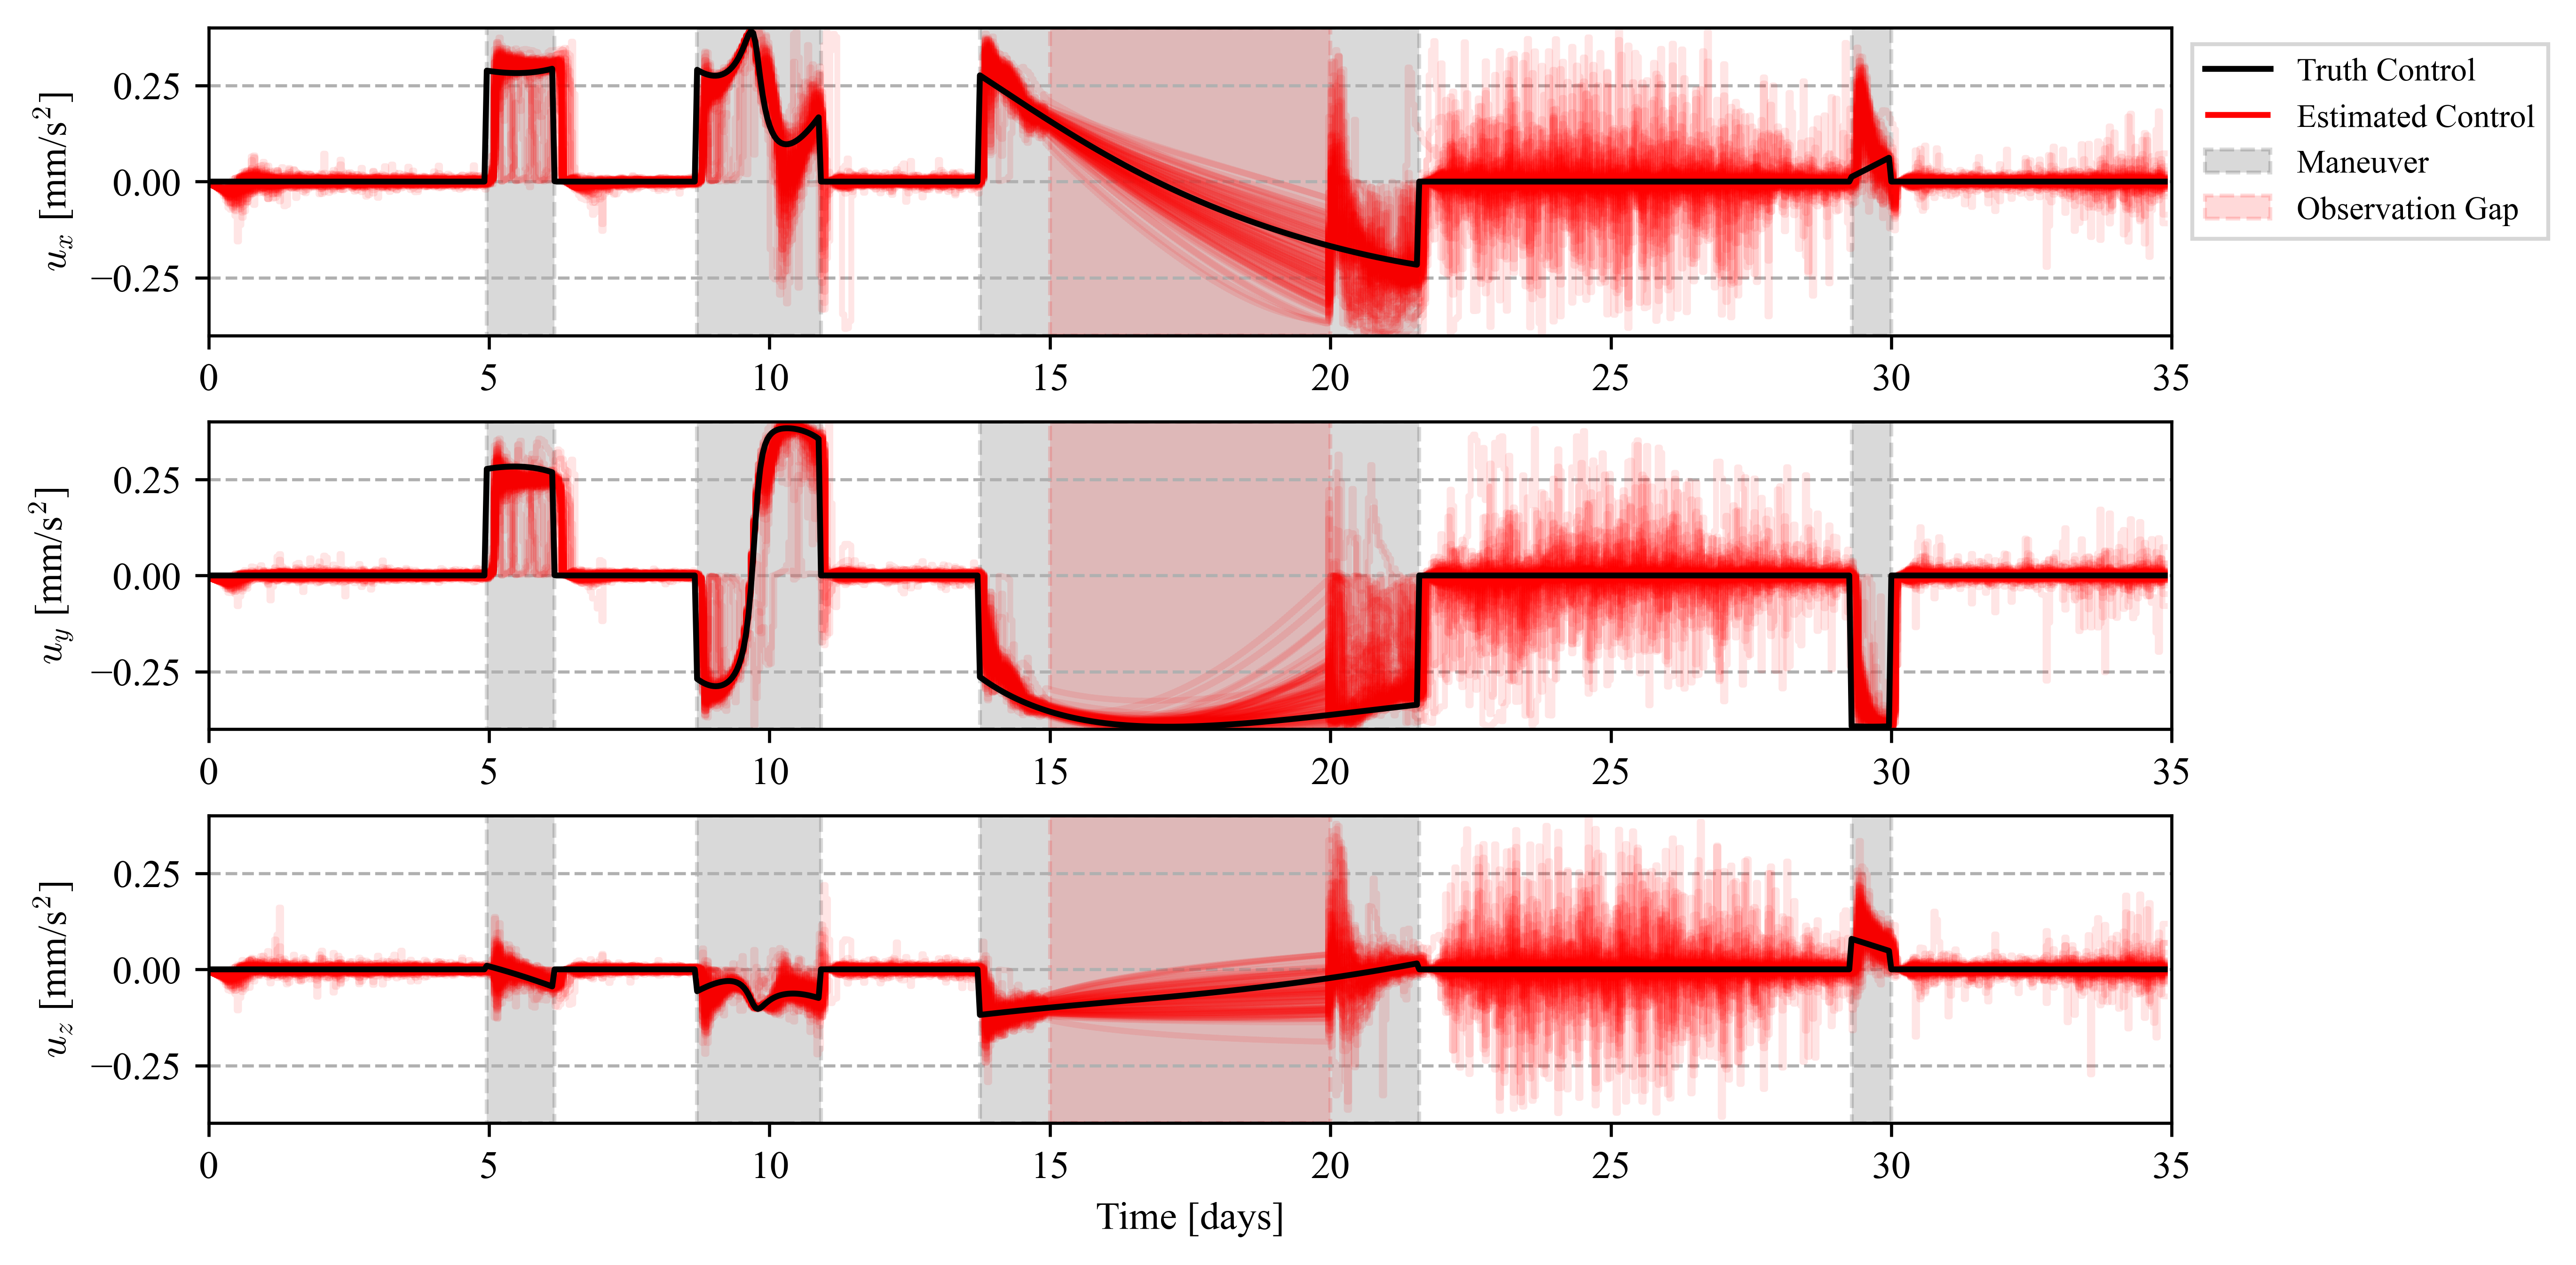 0.25
0.00
−0.25
u_x [mm/s²]
0 5 10 15 20 25 30 35
Truth Control
Estimated Control
Maneuver
Observation Gap
0.25
0.00
−0.25
u_y [mm/s²]
0 5 10 15 20 25 30 35
0.25
0.00
−0.25
u_z [mm/s²]
0 5 10 15 20 25 30 35
Time [days]